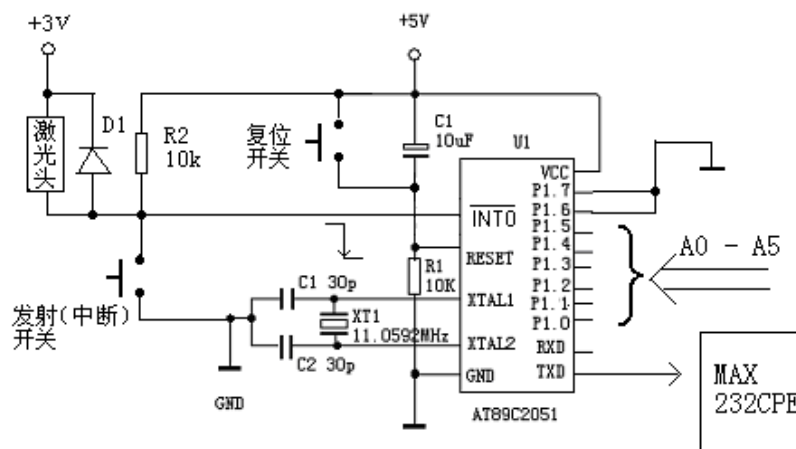 +3V
+5V
激光头
D1
R2
10k
复位
开关
C1
10uF
U1
VCC
P1.7
P1.6
P1.5
P1.4
P1.3
P1.2
P1.1
P1.0
RXD
TXD
INT0
RESET
XTAL1
XTAL2
GND
AT89C2051
A0 - A5
R1
10K
C1 30p
XT1
11.0592MHz
C2 30p
发射(中断)
开关
GND
MAX
232CPE